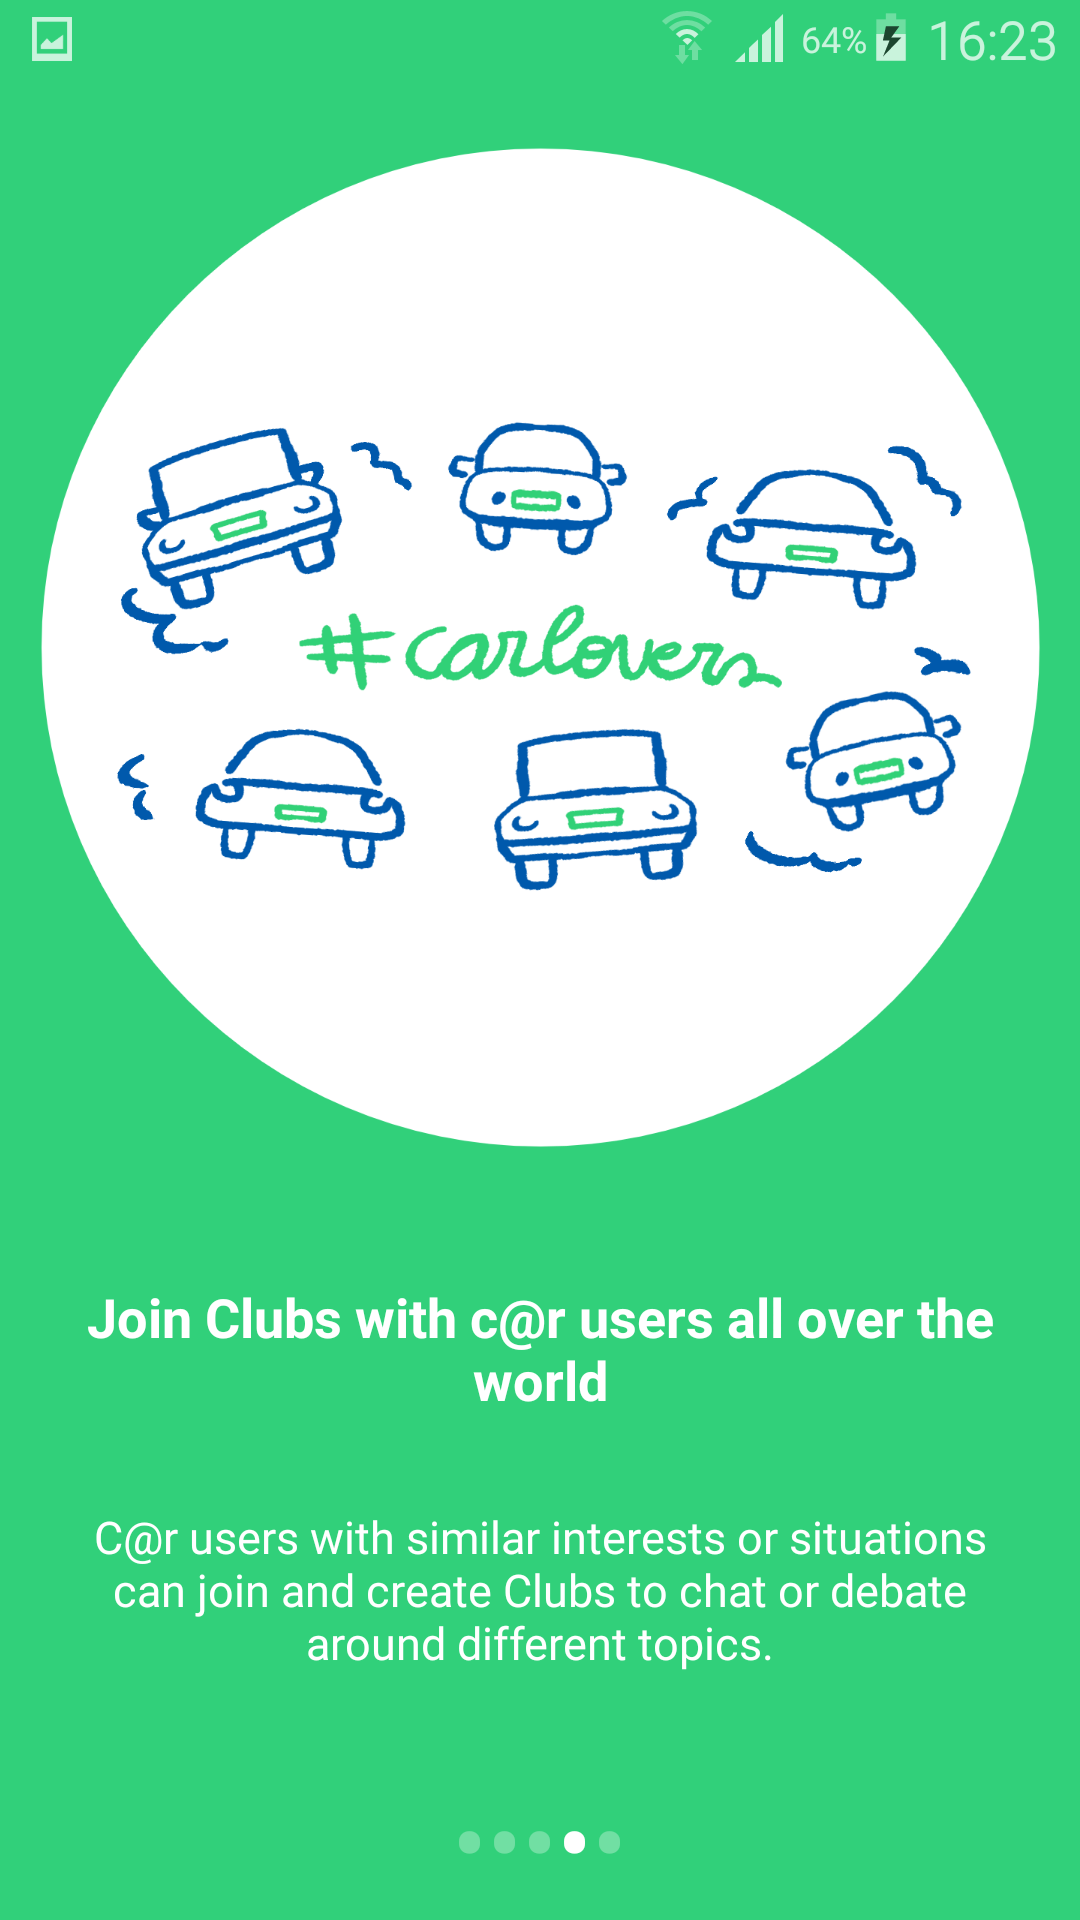 64% 16:23
#carlovers
Join Clubs with c@r users all over the
world
C@r users with similar interests or situations
can join and create Clubs to chat or debate
around different topics.